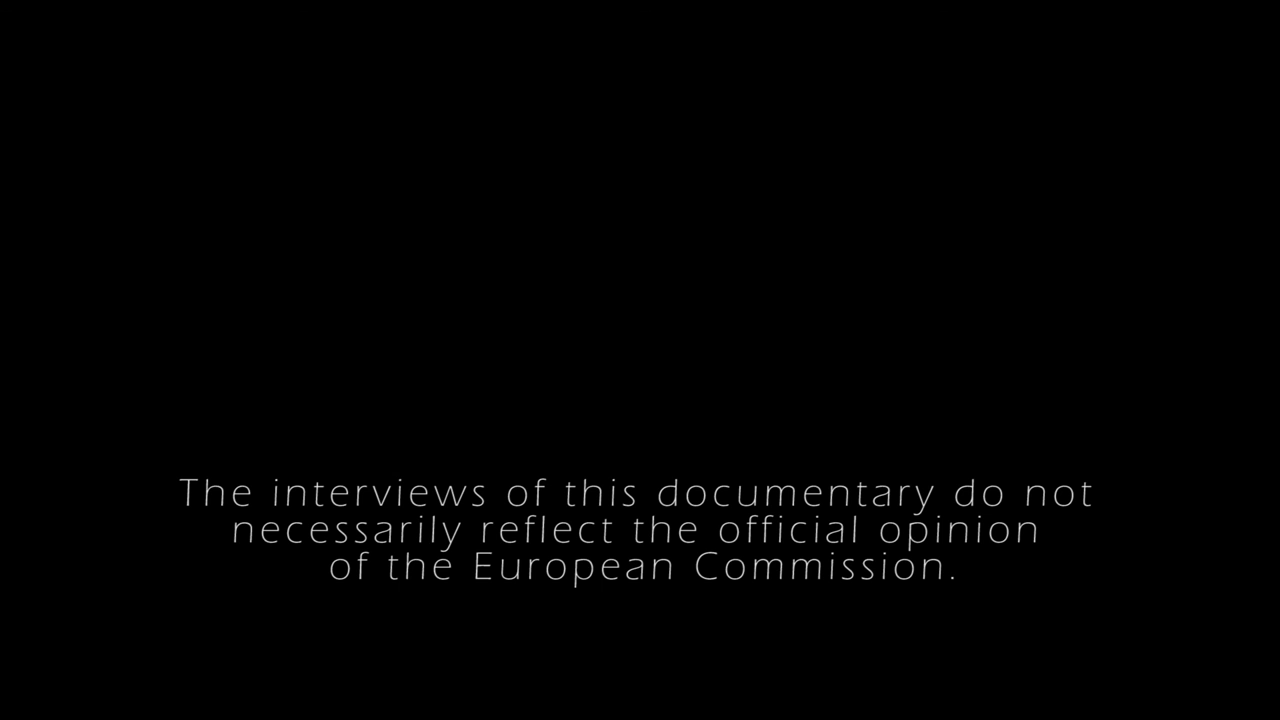 The interviews of this documentary do not
necessarily reflect the official opinion
of the European Commission.